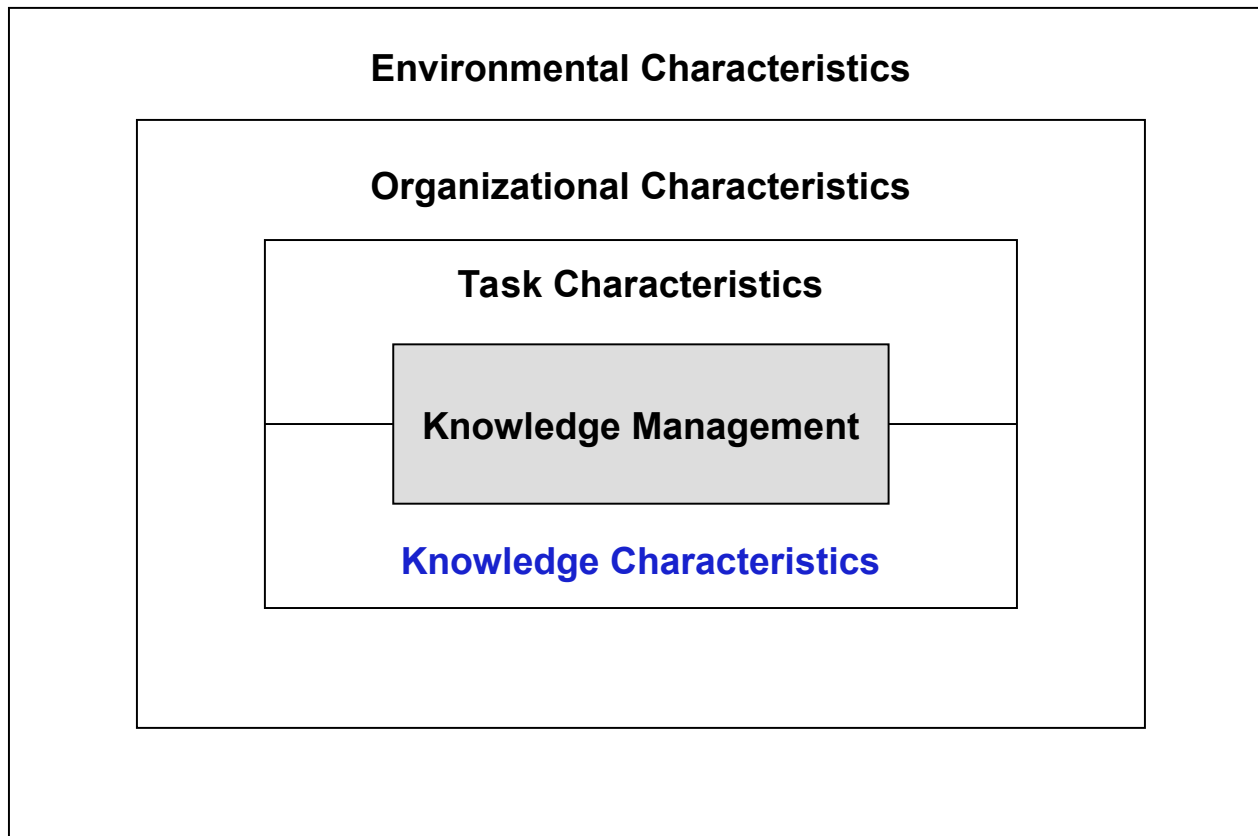 Environmental Characteristics
Organizational Characteristics
Task Characteristics
Knowledge Management
Knowledge Characteristics